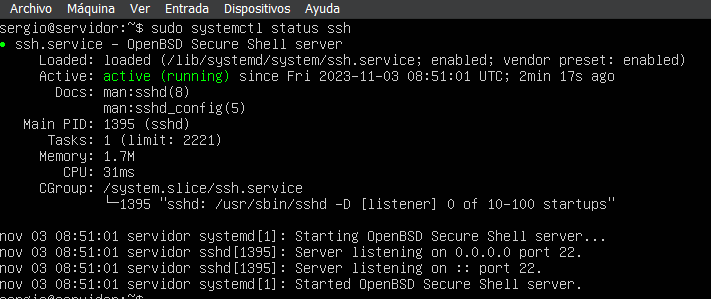 Archivo Máquina Ver Entrada Dispositivos Ayuda
sergio@servidor:~$ sudo systemctl status ssh
● ssh.service - OpenBSD Secure Shell server
Loaded: loaded (/lib/systemd/system/ssh.service; enabled; vendor preset: enabled)
Active: active (running) since Fri 2023-11-03 08:51:01 UTC; 2min 17s ago
Docs: man:sshd(8)
man:sshd_config(5)
Main PID: 1395 (sshd)
Tasks: 1 (limit: 2221)
Memory: 1.7M
CPU: 31ms
CGroup: /system.slice/ssh.service
└─1395 "sshd: /usr/sbin/sshd -D [listener] 0 of 10-100 startups"
nov 03 08:51:01 servidor systemd[1]: Starting OpenBSD Secure Shell server...
nov 03 08:51:01 servidor sshd[1395]: Server listening on 0.0.0.0 port 22.
nov 03 08:51:01 servidor sshd[1395]: Server listening on :: port 22.
nov 03 08:51:01 servidor systemd[1]: Started OpenBSD Secure Shell server.
sergio@servidor:~$